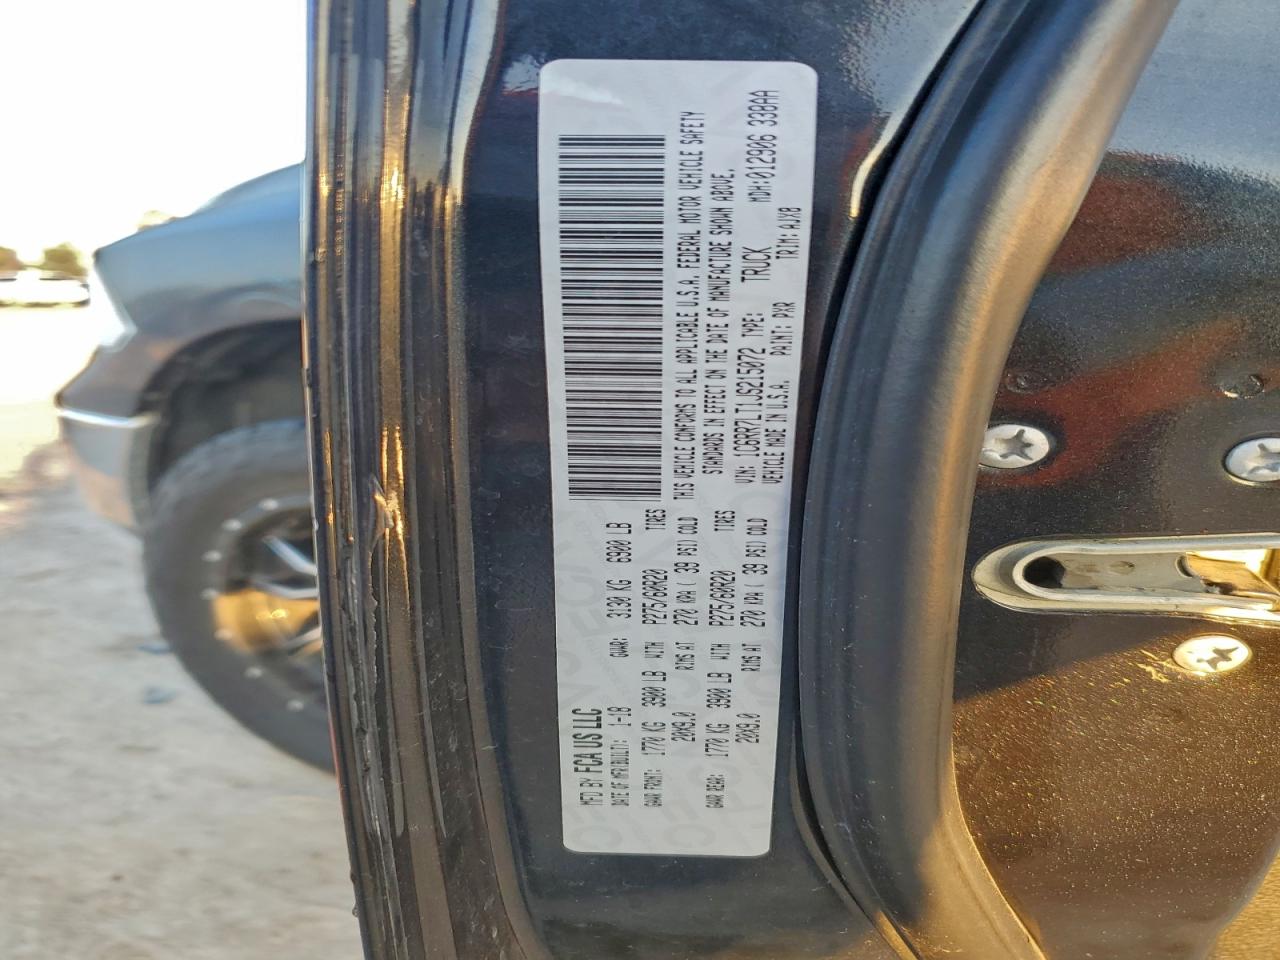 MFD BY FCA US LLC
DATE OF MFR(BUILT): 1-18 GVWR: 3130 KG 6900 LB
GAWR FRONT: 1770 KG 3900 LB WITH P275/60R20 TIRES
20X9.0 RIMS AT 270 KPA( 39 PSI) COLD
GAWR REAR: 1770 KG 3900 LB WITH P275/60R20 TIRES
20X9.0 RIMS AT 270 KPA( 39 PSI) COLD
THIS VEHICLE CONFORMS TO ALL APPLICABLE U.S.A. FEDERAL MOTOR VEHICLE SAFETY
STANDARDS IN EFFECT ON THE DATE OF MANUFACTURE SHOWN ABOVE.
VIN: 1C6RR7LT1JS215072 TYPE: TRUCK MDH:012906 338AA
VEHICLE MADE IN U.S.A. PAINT: PXR TRIM:AJX8